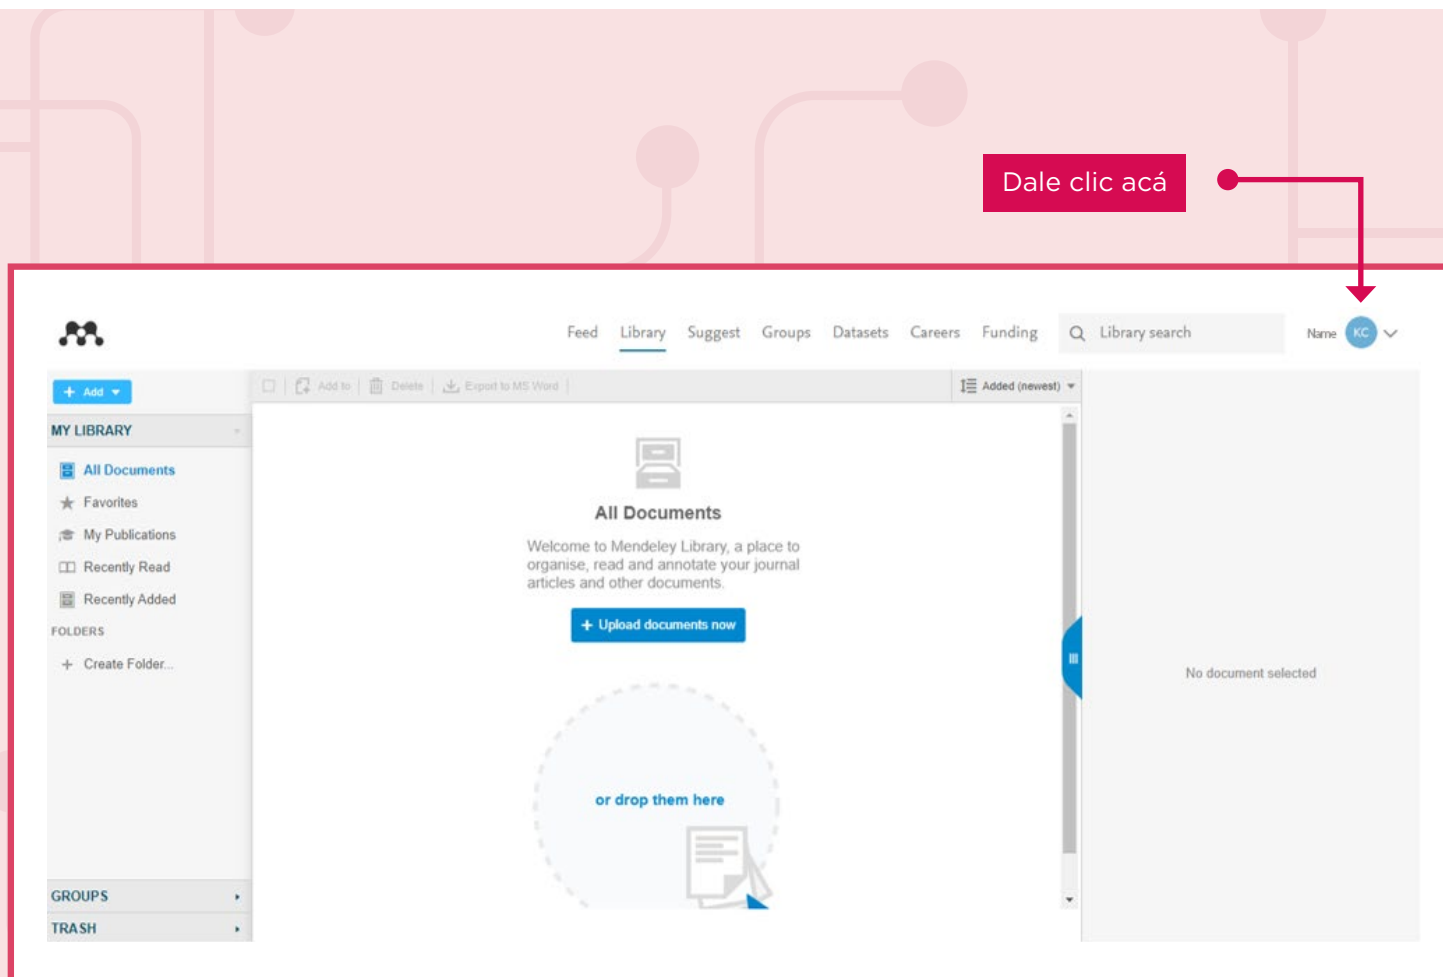 Dale clic acá
Feed Library Suggest Groups Datasets Careers Funding Library search Name KC
+ Add
Add to Delete Export to MS Word Added (newest)
MY LIBRARY
All Documents
Favorites
My Publications
Recently Read
Recently Added
FOLDERS
+ Create Folder...
GROUPS
TRASH
All Documents
Welcome to Mendeley Library, a place to
organise, read and annotate your journal
articles and other documents.
+ Upload documents now
or drop them here
No document selected